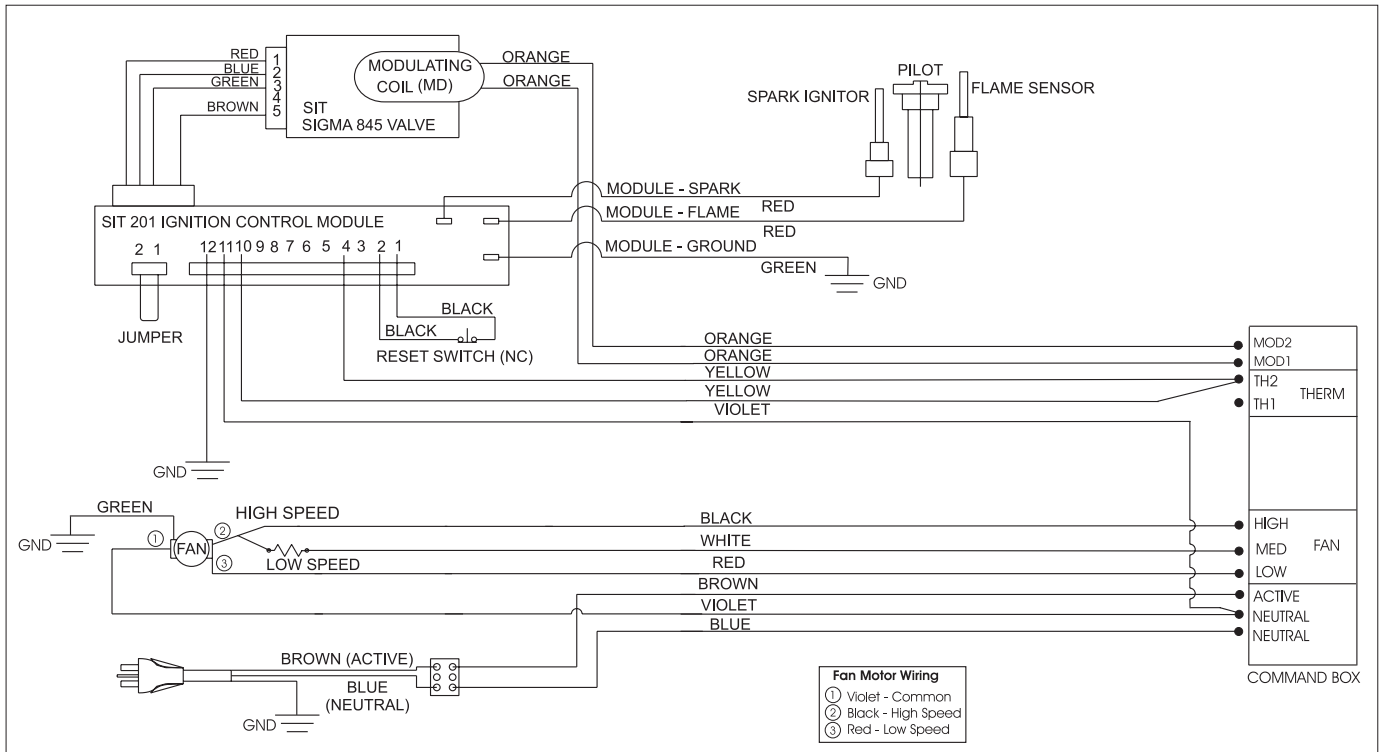 RED
BLUE
GREEN
BROWN
1
2
3
4
5
MODULATING
COIL (MD)
SIT
SIGMA 845 VALVE
ORANGE
ORANGE
SPARK IGNITOR
PILOT
FLAME SENSOR
MODULE - SPARK
RED
MODULE - FLAME
RED
MODULE - GROUND
GREEN
GND
SIT 201 IGNITION CONTROL MODULE
2 1
12 11 10 9 8 7 6 5 4 3 2 1
JUMPER
BLACK
BLACK
RESET SWITCH (NC)
ORANGE
ORANGE
YELLOW
YELLOW
VIOLET
MOD2
MOD1
TH2
TH1
THERM
GND
GREEN
GND
1
FAN
2
3
HIGH SPEED
LOW SPEED
BLACK
WHITE
RED
BROWN
VIOLET
BLUE
HIGH
MED
LOW
FAN
ACTIVE
NEUTRAL
NEUTRAL
COMMAND BOX
BROWN (ACTIVE)
BLUE
(NEUTRAL)
GND
Fan Motor Wiring
1 Violet - Common
2 Black - High Speed
3 Red - Low Speed